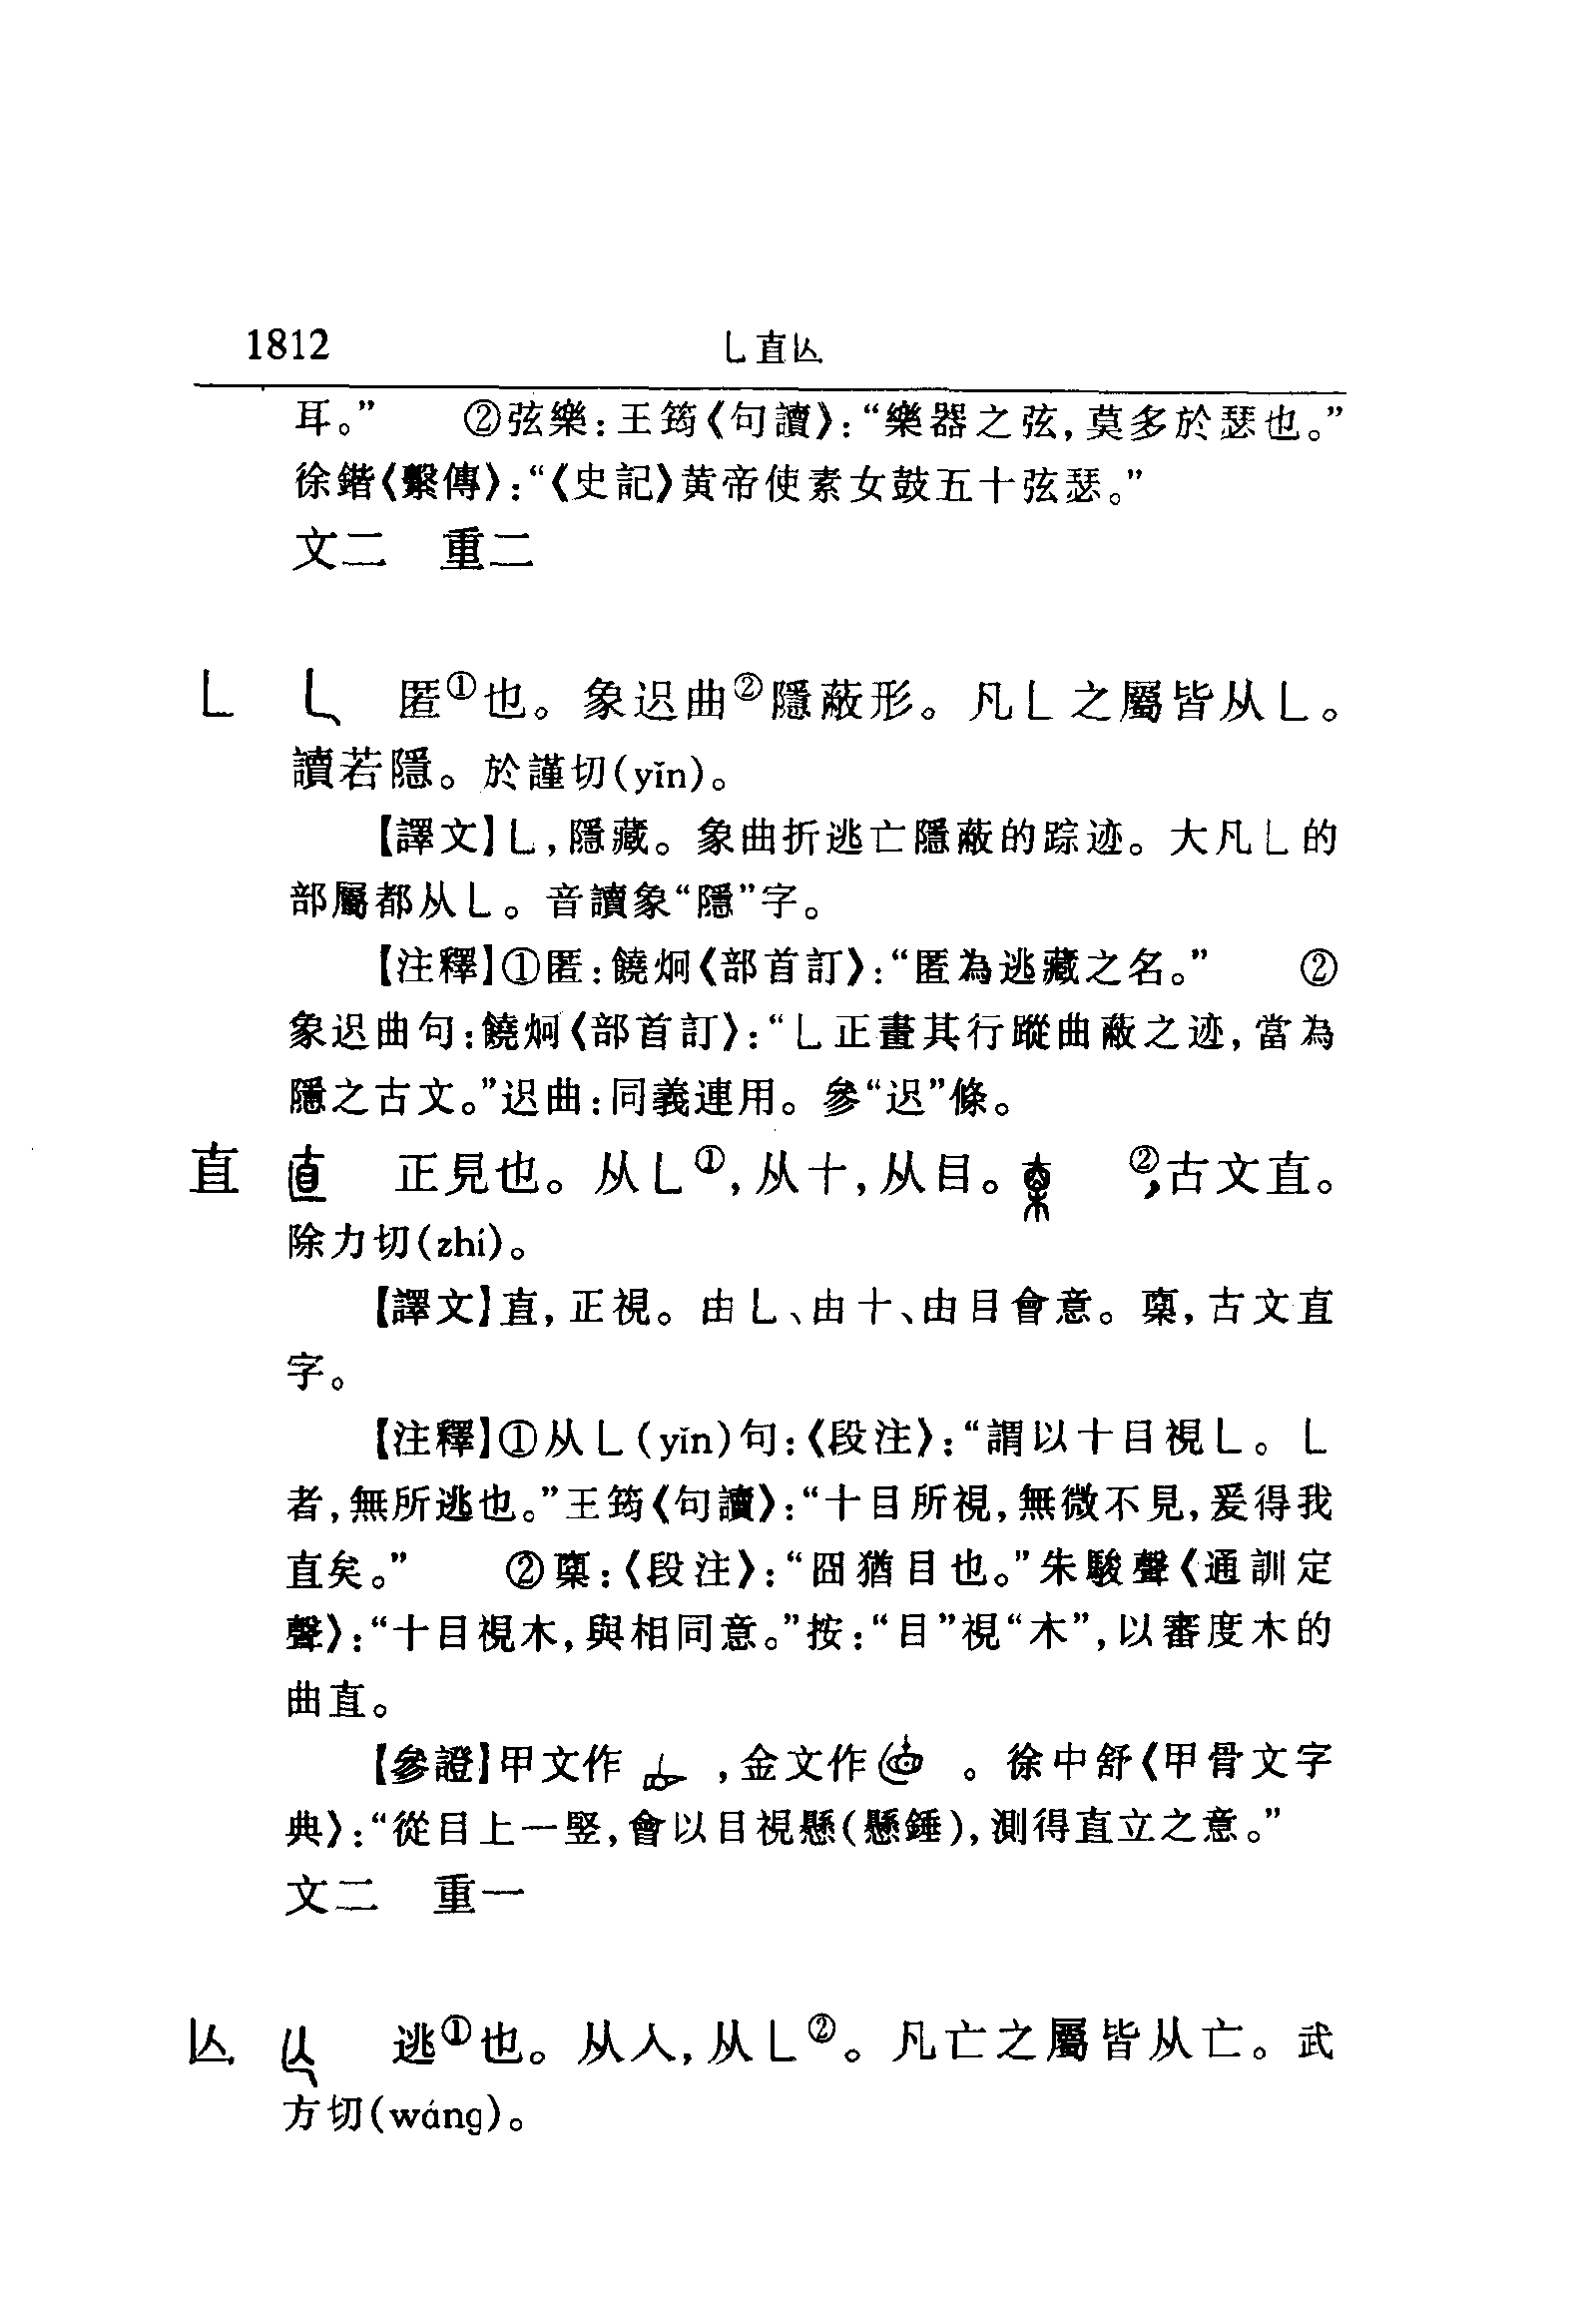 1812 乚直亾
耳。” ②弦樂:王筠《句讀》:“樂器之弦,莫多於瑟也。”
徐鍇《繫傳》:“《史記》黄帝使素女鼓五十弦瑟。”
文二 重二
乚 匿①也。象迟曲②隱蔽形。凡乚之屬皆从乚。
讀若隱。於謹切(yǐn)。
【譯文】乚,隱藏。象曲折逃亡隱蔽的踪迹。大凡乚的
部屬都从乚。音讀象“隱”字。
【注釋】①匿:饒炯《部首訂》:“匿為逃藏之名。” ②
象迟曲句:饒炯《部首訂》:“乚正畫其行蹤曲蔽之迹,當為
隱之古文。”迟曲:同義連用。參“迟”條。
直 正見也。从乚①,从十,从目。 ②,古文直。
除力切(zhí)。
【譯文】直,正視。由乚、由十、由目會意。㮨,古文直
字。
【注釋】①从乚(yǐn)句:《段注》:“謂以十目視乚。乚
者,無所逃也。”王筠《句讀》:“十目所視,無微不見,爰得我
直矣。” ②㮨:《段注》:“囧猶目也。”朱駿聲《通訓定
聲》:“十目視木,與相同意。”按:“目”視“木”,以審度木的
曲直。
【參證】甲文作 ,金文作 。徐中舒《甲骨文字
典》:“從目上一竪,會以目視懸(懸錘),測得直立之意。”
文二 重一
亾 逃①也。从人,从乚②。凡亡之屬皆从亡。武
方切(wáng)。